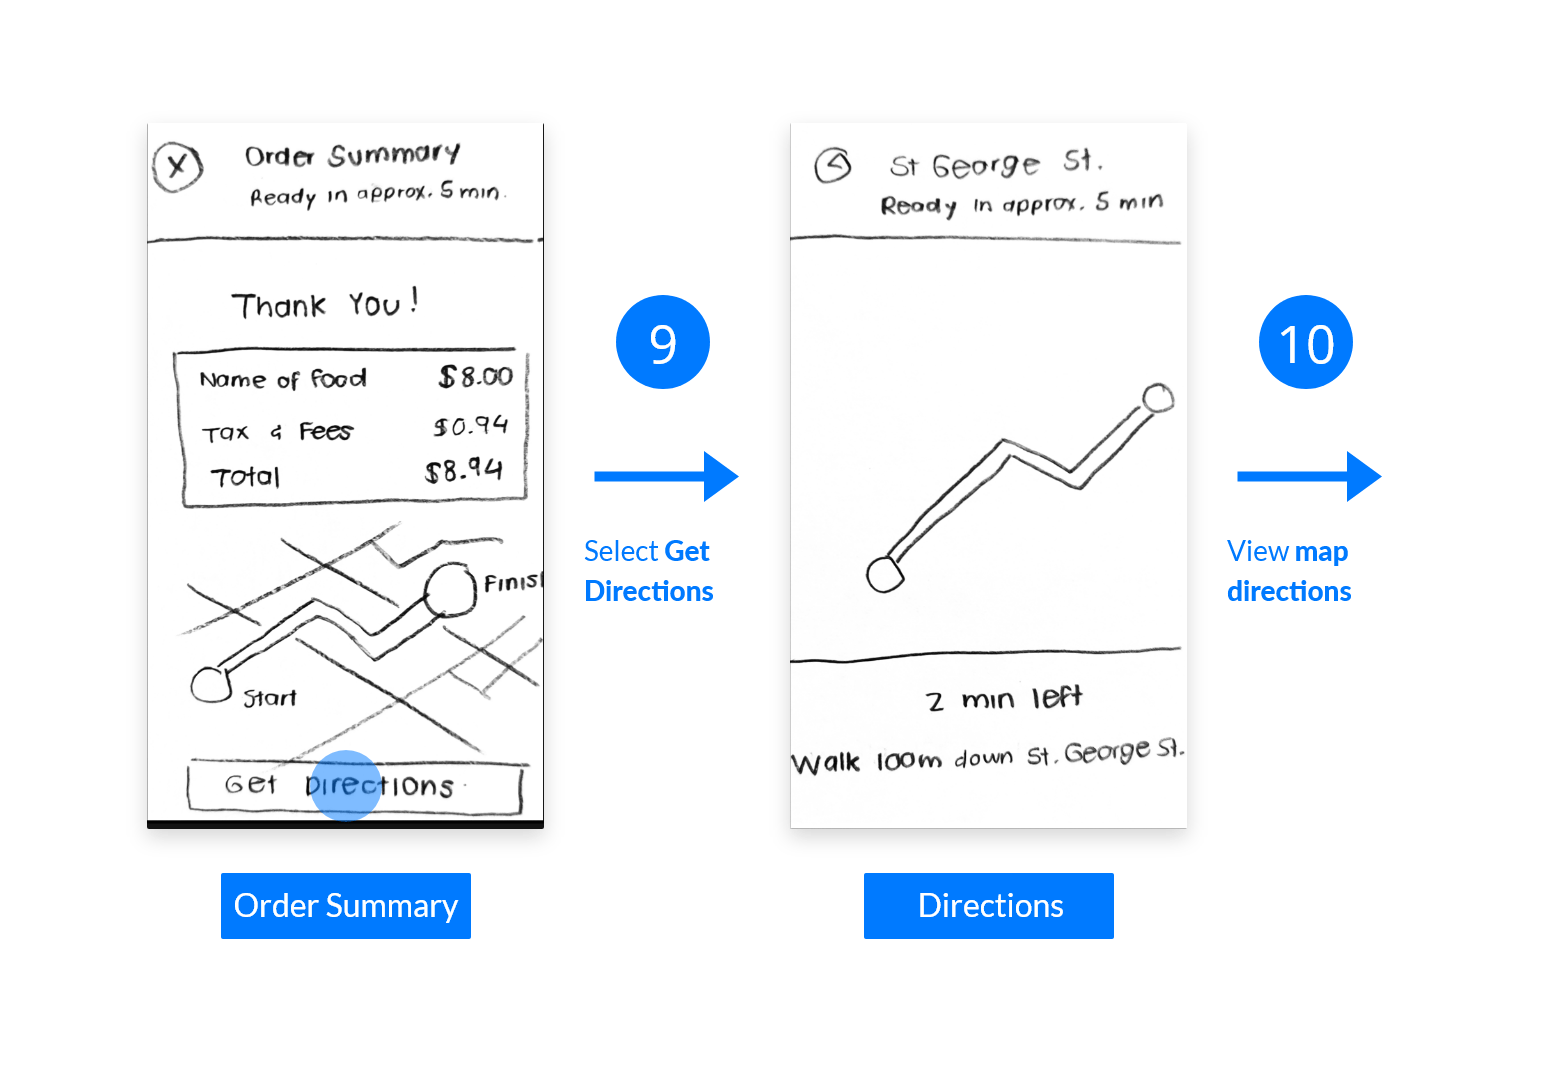 X
Order Summary
Ready in approx. 5 min.
Thank You!
Name of food $8.00
Tax & Fees $0.94
Total $8.94
Finish
Start
Get Directions
Order Summary
9
Select Get
Directions
St George St.
Ready in approx. 5 min
2 min left
Walk 100m down St. George St.
Directions
10
View map
directions